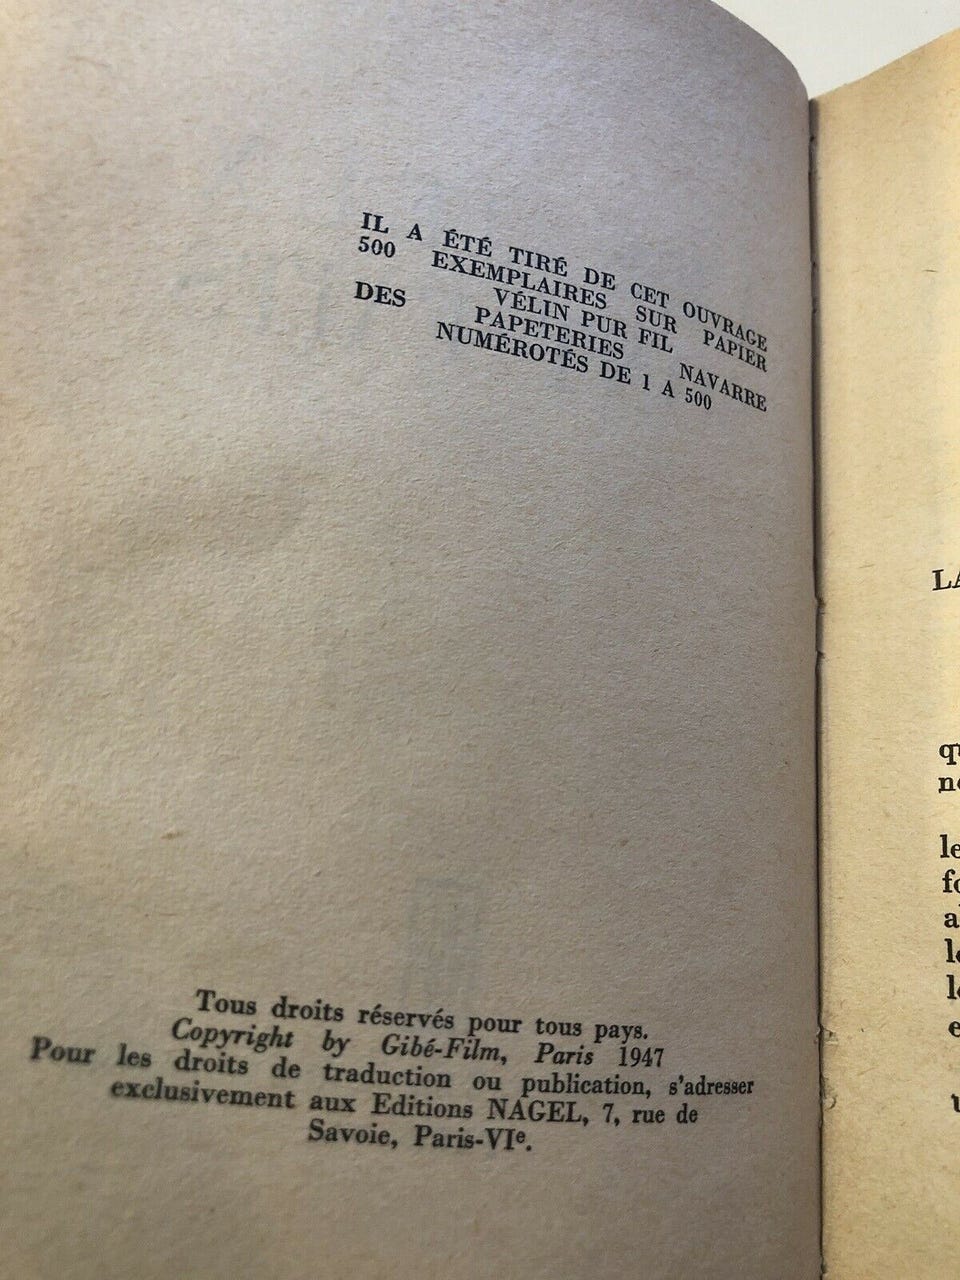 IL A ÉTÉ TIRÉ DE CET OUVRAGE
500 EXEMPLAIRES SUR PAPIER
VÉLIN PUR FIL
DES PAPETERIES NAVARRE
NUMÉROTÉS DE 1 A 500
Tous droits réservés pour tous pays.
Copyright by Gibé-Film, Paris 1947
Pour les droits de traduction ou publication, s'adresser
exclusivement aux Editions NAGEL, 7, rue de
Savoie, Paris-VIe.